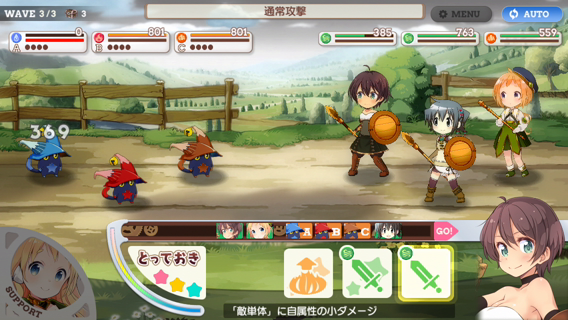 WAVE 3/3 3
通常攻撃
MENU
AUTO
A 0
B 801
C 801
385
763
559
369
A B C
GO!
とっておき
SUPPORT
「敵単体」に自属性の小ダメージ